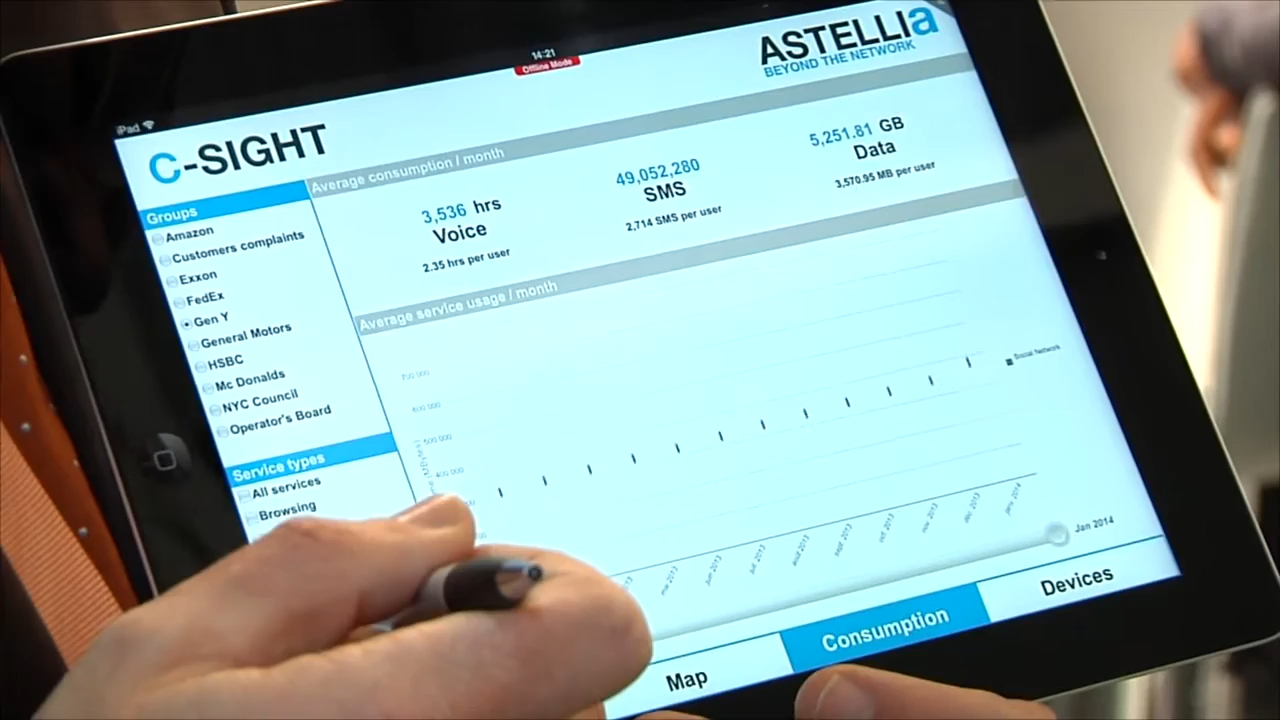 iPad
14:21
Offline Mode
ASTELLIa
BEYOND THE NETWORK
C-SIGHT
Groups
Amazon
Customers complaints
Exxon
FedEx
Gen Y
General Motors
HSBC
Mc Donalds
NYC Council
Operator's Board
Service types
All services
Browsing
Average consumption / month
3,536 hrs
Voice
2.35 hrs per user
49,052,280
SMS
2,714 SMS per user
5,251.81 GB
Data
3,570.95 MB per user
Average service usage / month
700 000
600 000
500 000
400 000
Social Network
mai 2013
juin 2013
juil 2013
août 2013
sept 2013
oct 2013
nov 2013
déc 2013
janv 2014
Jan 2014
Map
Consumption
Devices